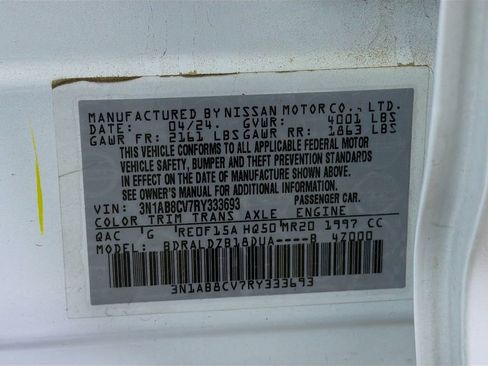 MANUFACTURED BY NISSAN MOTOR CO., LTD.
DATE: 04/24. GVWR: 4001 LBS
GAWR FR: 2161 LBS GAWR RR: 1863 LBS
THIS VEHICLE CONFORMS TO ALL APPLICABLE FEDERAL MOTOR
VEHICLE SAFETY, BUMPER AND THEFT PREVENTION STANDARDS
IN EFFECT ON THE DATE OF MANUFACTURE SHOWN ABOVE.
SEE OWNER'S MANUAL FOR ADDITIONAL INFORMATION.
VIN: 3N1AB8CV7RY333693 PASSENGER CAR.
COLOR TRIM TRANS AXLE ENGINE
QAC G RE0F15A HQ50 MR20 1997 CC
MODEL: BDRALDZB18DUA----B 4Z000
3N1AB8CV7RY333693